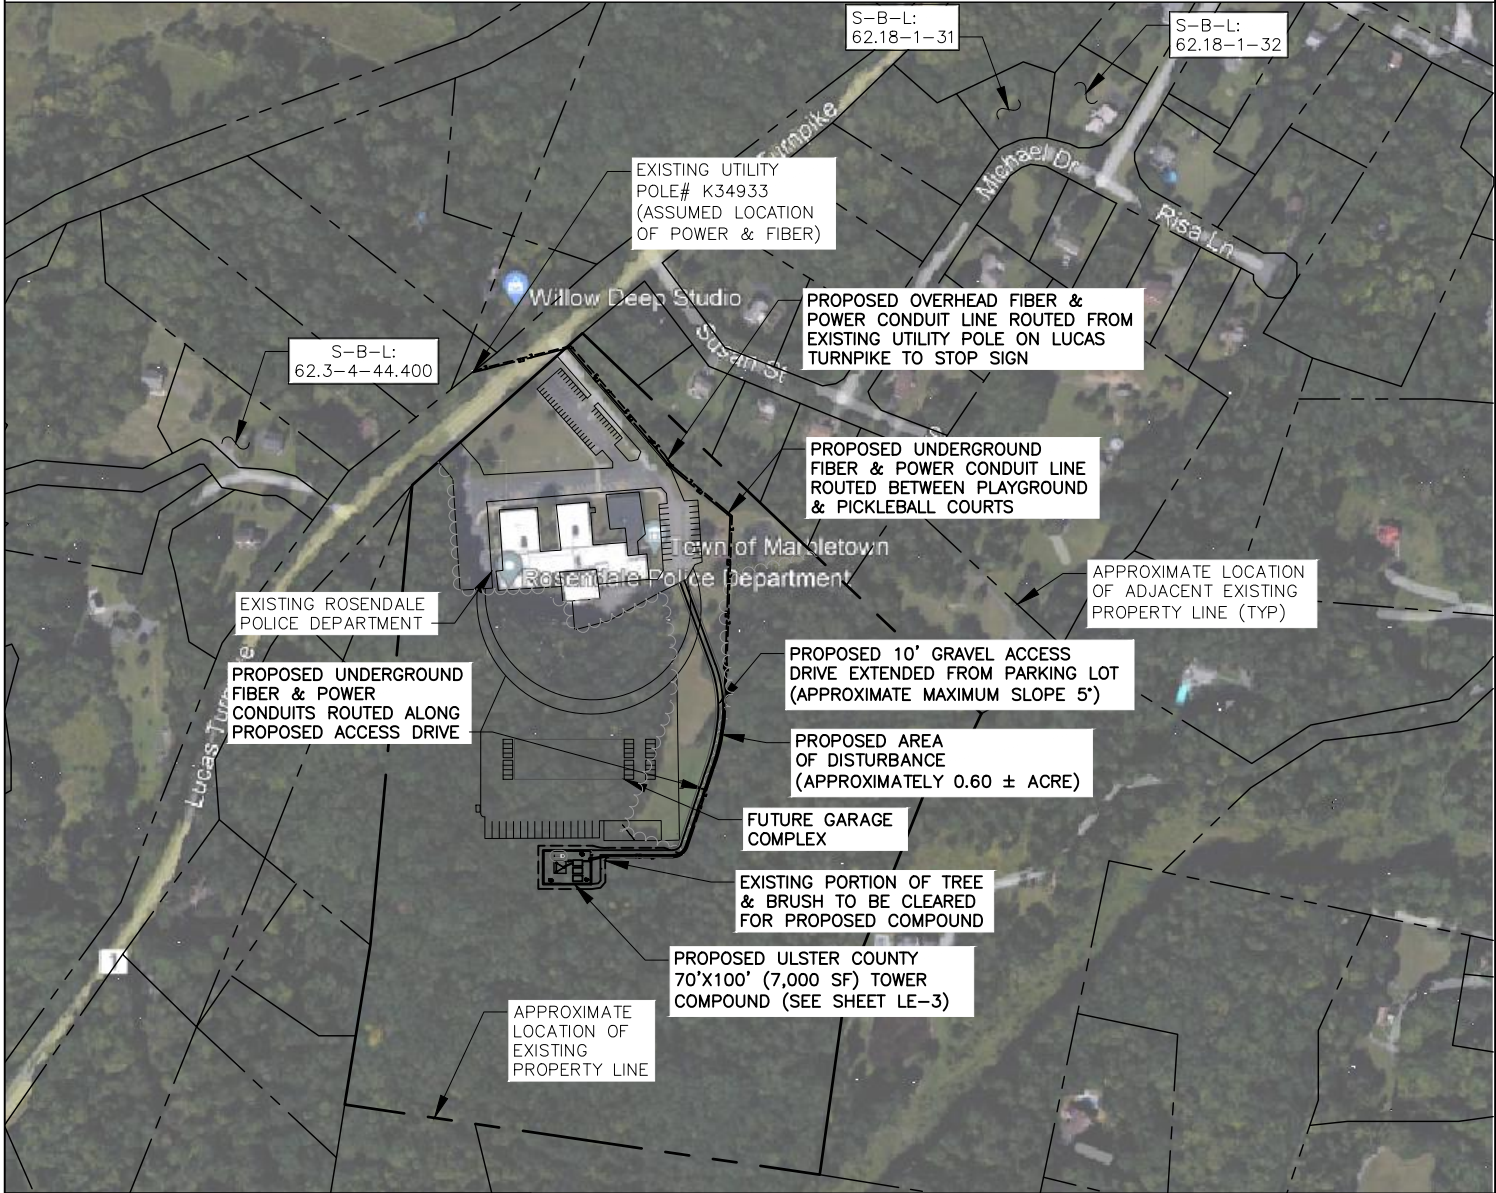 S-B-L:
62.18-1-31
S-B-L:
62.18-1-32
Turnpike
EXISTING UTILITY
POLE# K34933
(ASSUMED LOCATION
OF POWER & FIBER)
Michael Dr
Risa Ln
Willow Deep Studio
PROPOSED OVERHEAD FIBER &
POWER CONDUIT LINE ROUTED FROM
EXISTING UTILITY POLE ON LUCAS
TURNPIKE TO STOP SIGN
Susan St
S-B-L:
62.3-4-44.400
PROPOSED UNDERGROUND
FIBER & POWER CONDUIT LINE
ROUTED BETWEEN PLAYGROUND
& PICKLEBALL COURTS
Town of Marbletown
Rosendale Police Department
APPROXIMATE LOCATION
OF ADJACENT EXISTING
PROPERTY LINE (TYP)
EXISTING ROSENDALE
POLICE DEPARTMENT
PROPOSED 10' GRAVEL ACCESS
DRIVE EXTENDED FROM PARKING LOT
(APPROXIMATE MAXIMUM SLOPE 5°)
PROPOSED UNDERGROUND
FIBER & POWER
CONDUITS ROUTED ALONG
PROPOSED ACCESS DRIVE
Lucas Turnpike
PROPOSED AREA
OF DISTURBANCE
(APPROXIMATELY 0.60 ± ACRE)
FUTURE GARAGE
COMPLEX
EXISTING PORTION OF TREE
& BRUSH TO BE CLEARED
FOR PROPOSED COMPOUND
1
PROPOSED ULSTER COUNTY
70'X100' (7,000 SF) TOWER
COMPOUND (SEE SHEET LE-3)
APPROXIMATE
LOCATION OF
EXISTING
PROPERTY LINE